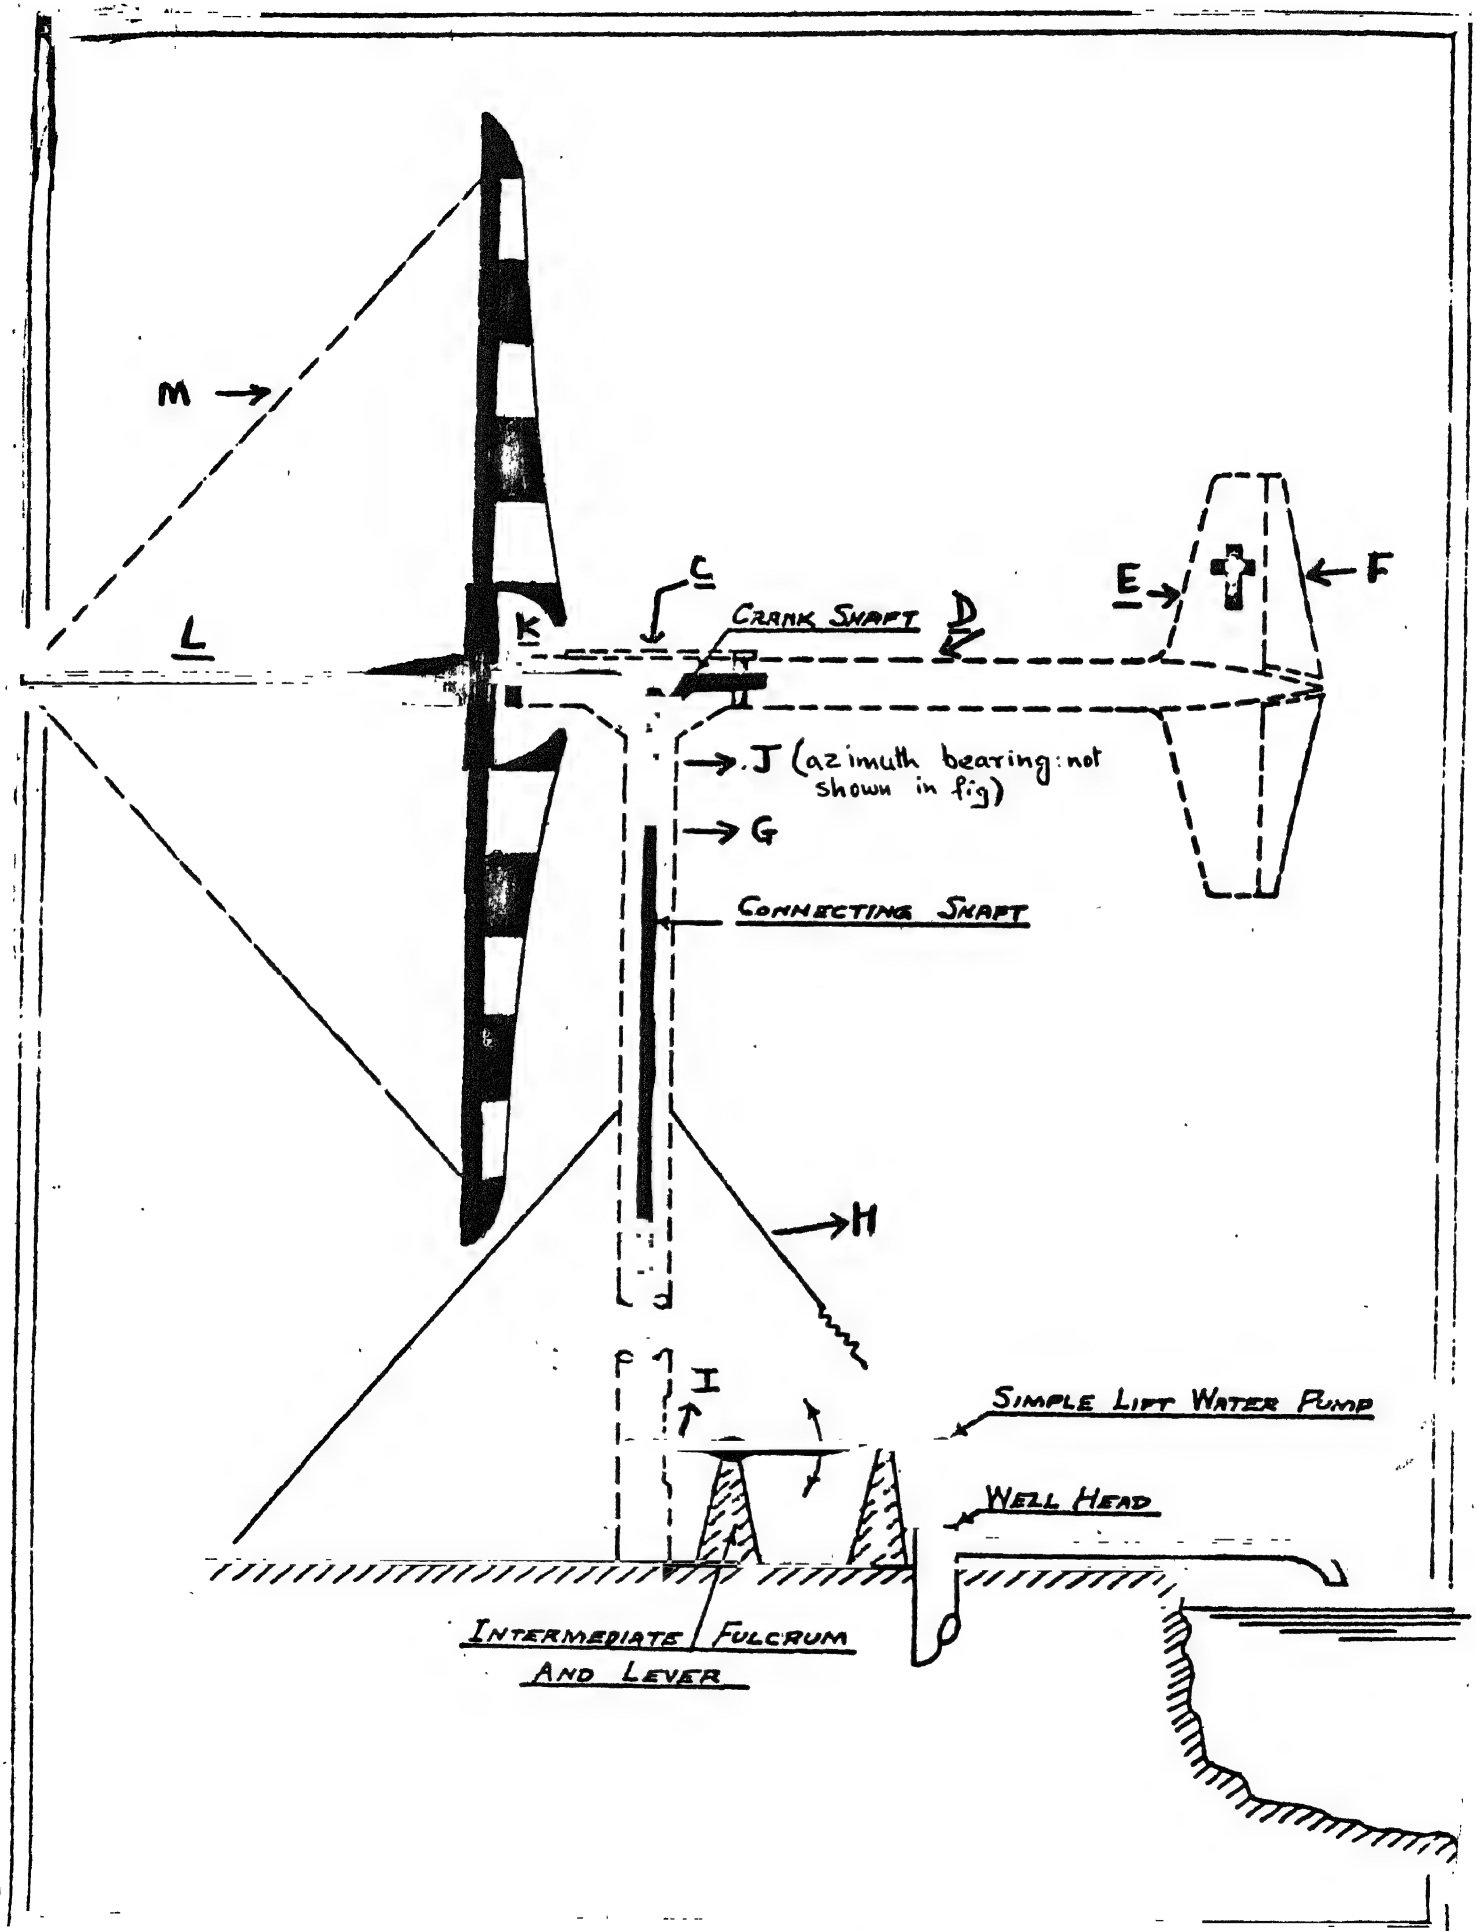 M
C
CRANK SHAFT
D
E
F
K
L
J (azimuth bearing: not
shown in fig)
G
CONNECTING SHAFT
H
I
SIMPLE LIFT WATER PUMP
WELL HEAD
INTERMEDIATE FULCRUM
AND LEVER